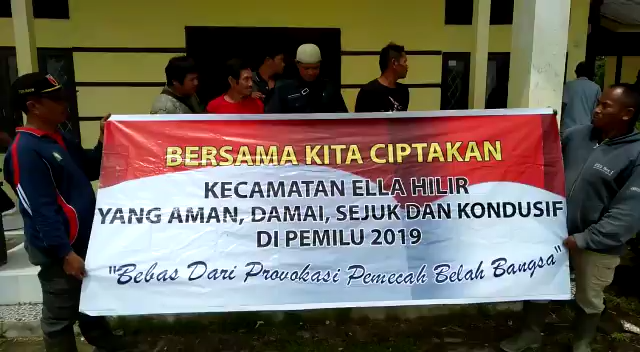 BERSAMA KITA CIPTAKAN
KECAMATAN ELLA HILIR
YANG AMAN, DAMAI, SEJUK DAN KONDUSIF
DI PEMILU 2019
"Bebas Dari Provokasi Pemecah Belah Bangsa"